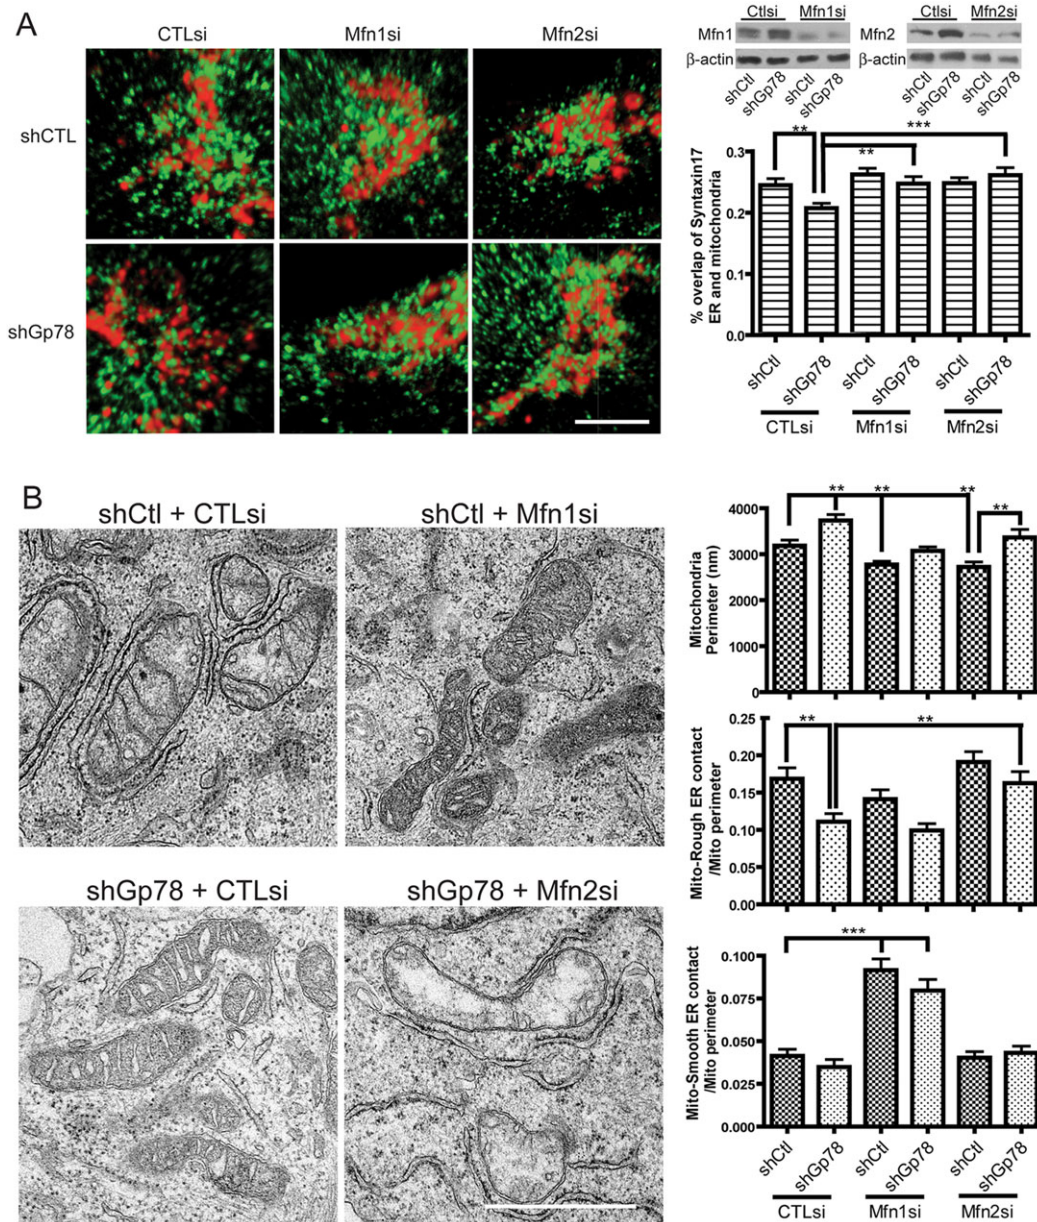 A
CTLsi Mfn1si Mfn2si
shCTL
shGp78
Ctlsi Mfn1si
Mfn1
β-actin
shCtl shGp78 shCtl shGp78
Ctlsi Mfn2si
Mfn2
β-actin
shCtl shGp78 shCtl shGp78
** ***
**
% overlap of Syntaxin17
ER and mitochondria
0.3
0.2
0.1
0.0
shCtl shGp78 shCtl shGp78 shCtl shGp78
CTLsi Mfn1si Mfn2si
B
shCtl + CTLsi shCtl + Mfn1si
shGp78 + CTLsi shGp78 + Mfn2si
** ** **
**
Mitochondria
Perimeter (nm)
4000
3000
2000
1000
0
** **
Mito-Rough ER contact
/Mito perimeter
0.25
0.20
0.15
0.10
0.05
0.00
***
Mito-Smooth ER contact
/Mito perimeter
0.100
0.075
0.050
0.025
0.000
shCtl shGp78 shCtl shGp78 shCtl shGp78
CTLsi Mfn1si Mfn2si